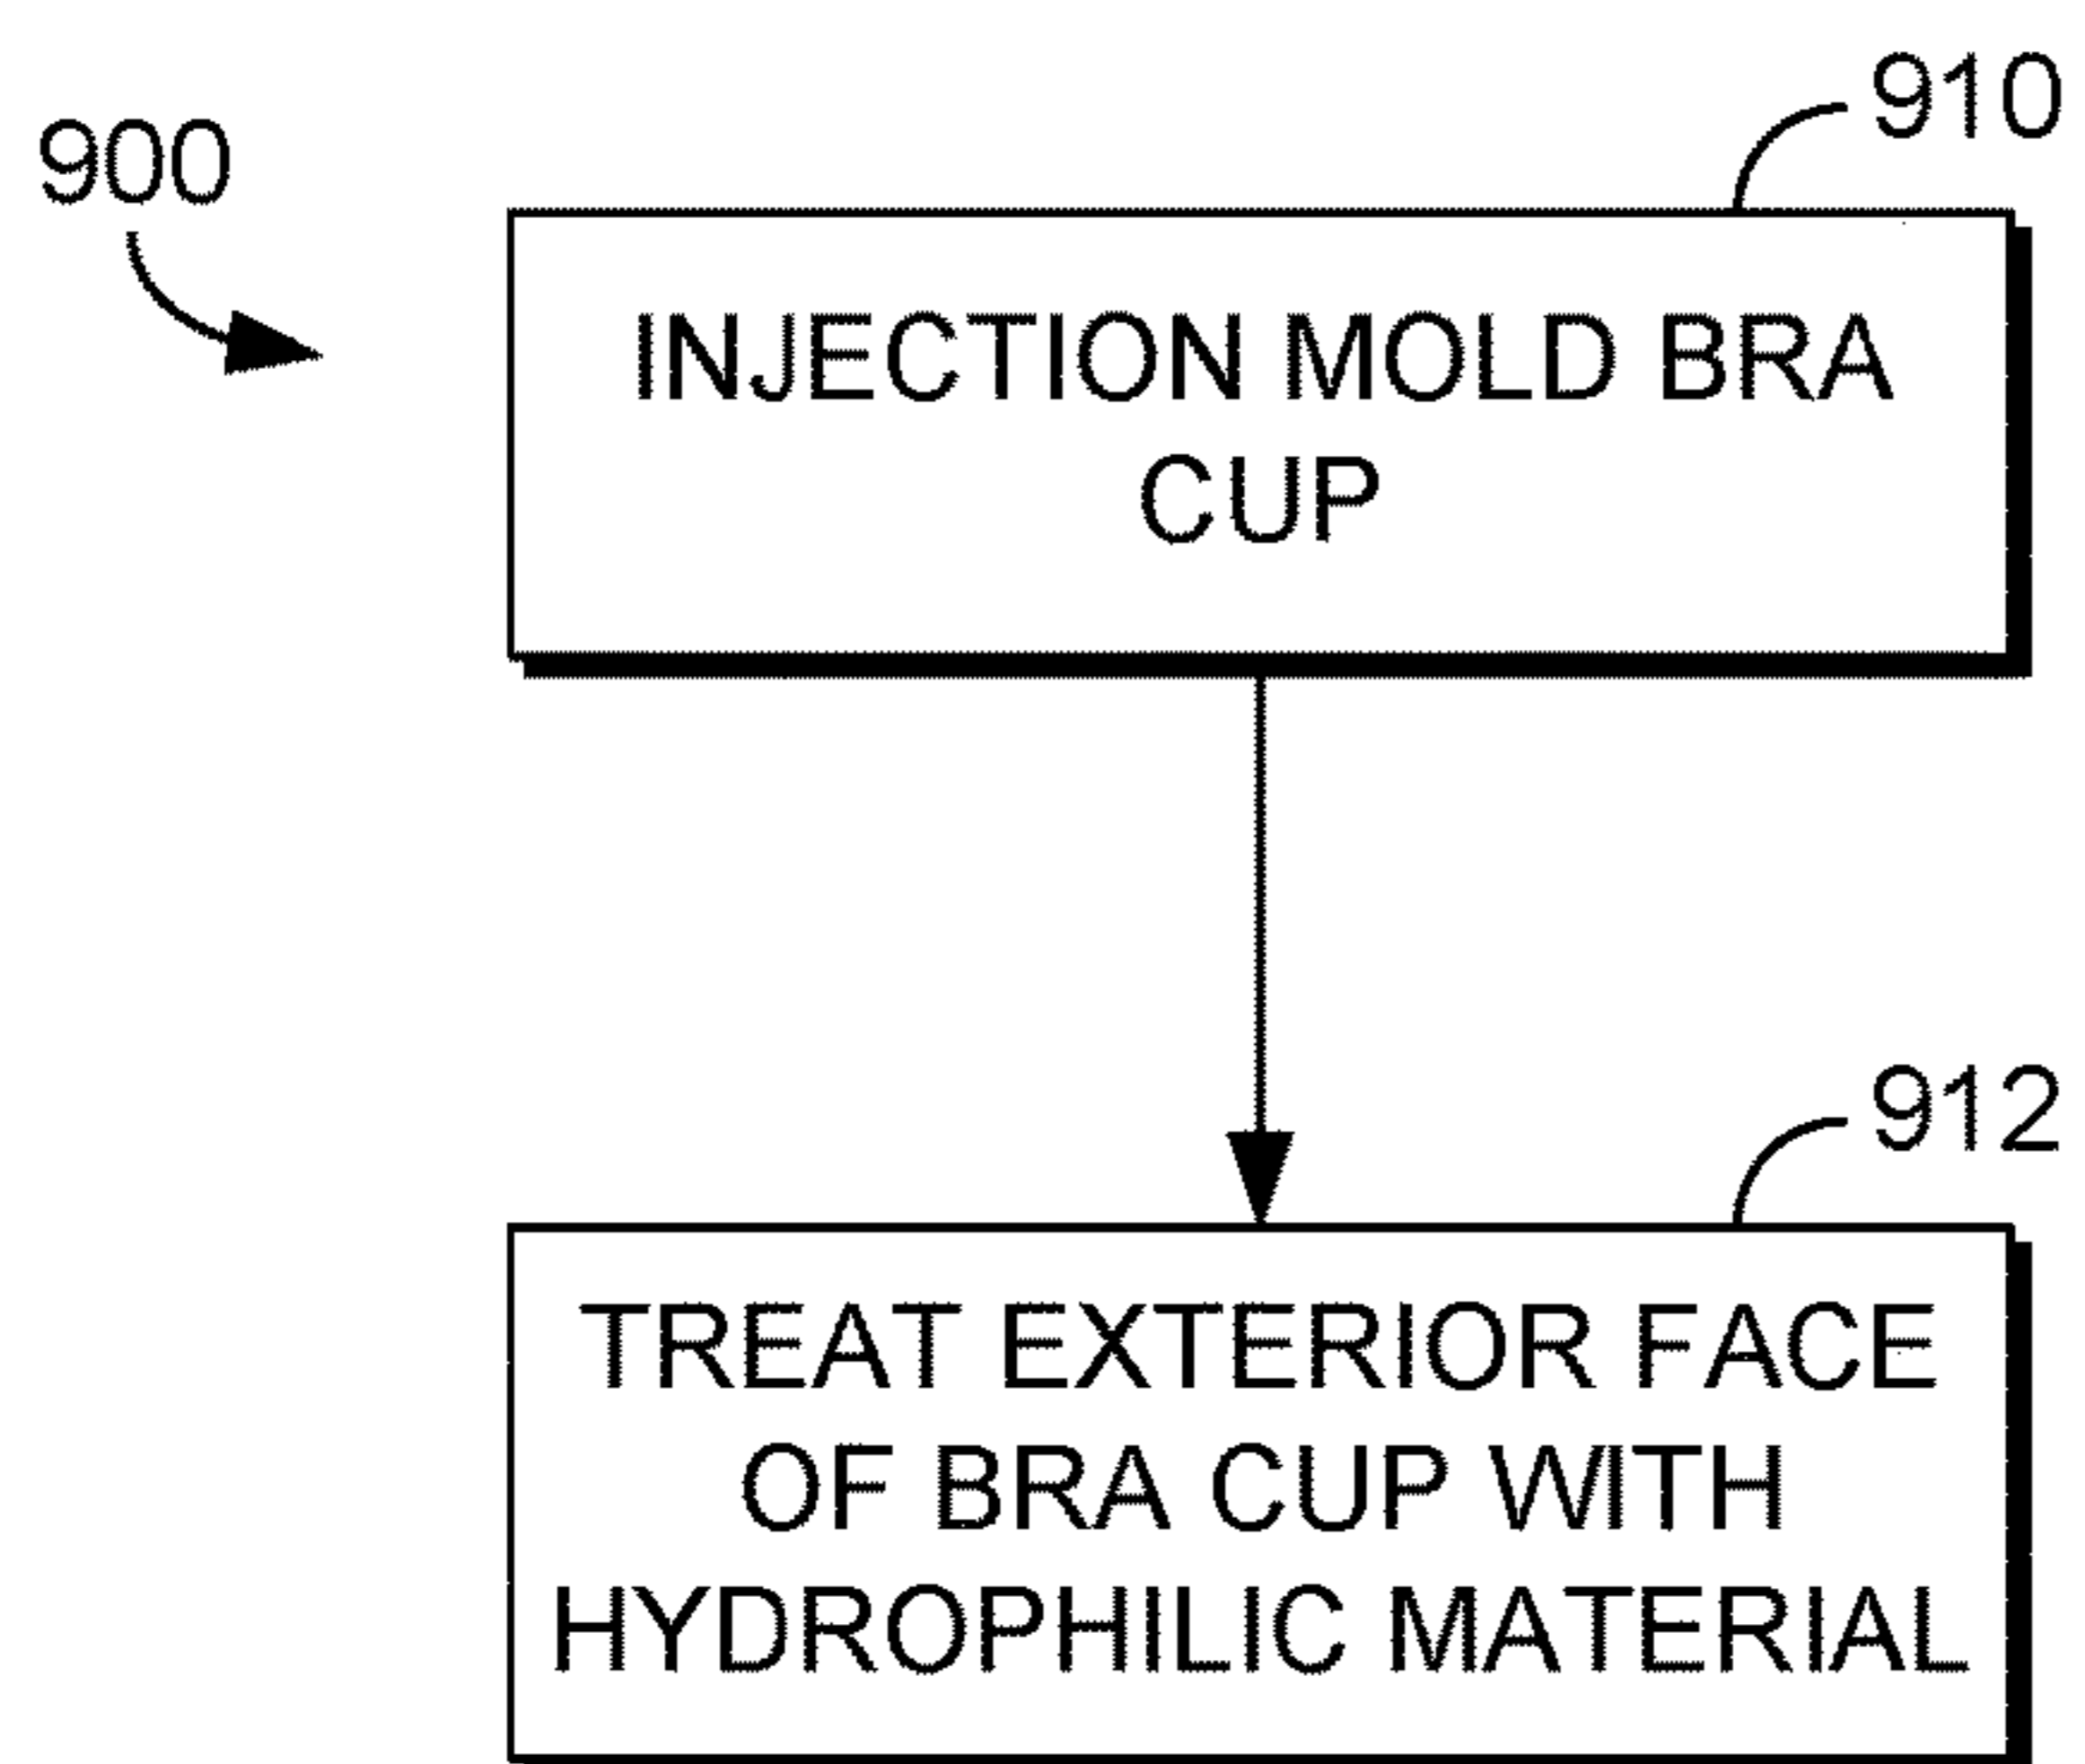 910
900
INJECTION MOLD BRA
CUP
912
TREAT EXTERIOR FACE
OF BRA CUP WITH
HYDROPHILIC MATERIAL